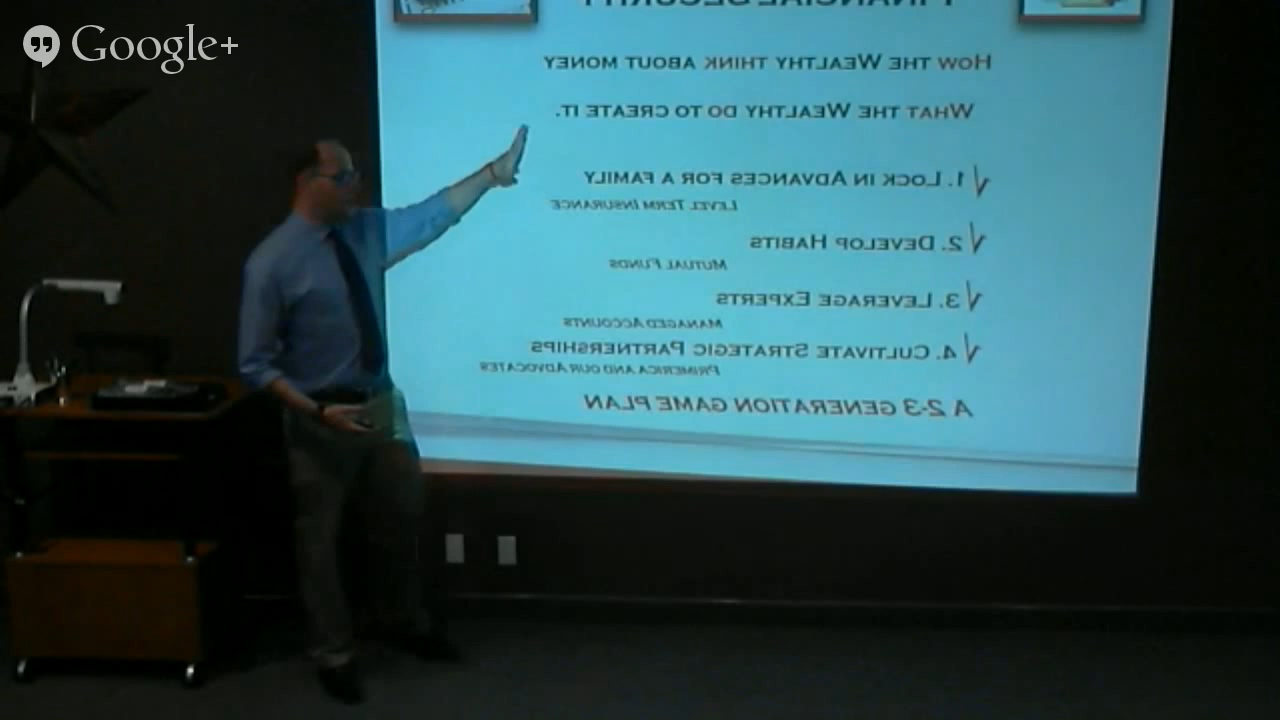 Google+
FINANCIAL SECURITY
HOW THE WEALTHY THINK ABOUT MONEY
WHAT THE WEALTHY DO TO CREATE IT.
√ 1. LOCK IN ADVANCES FOR A FAMILY
LEVEL TERM INSURANCE
√ 2. DEVELOP HABITS
MUTUAL FUNDS
√ 3. LEVERAGE EXPERTS
MANAGED ACCOUNTS
√ 4. CULTIVATE STRATEGIC PARTNERSHIPS
PRIMERICA AND OUR ADVOCATES
A 2-3 GENERATION GAME PLAN